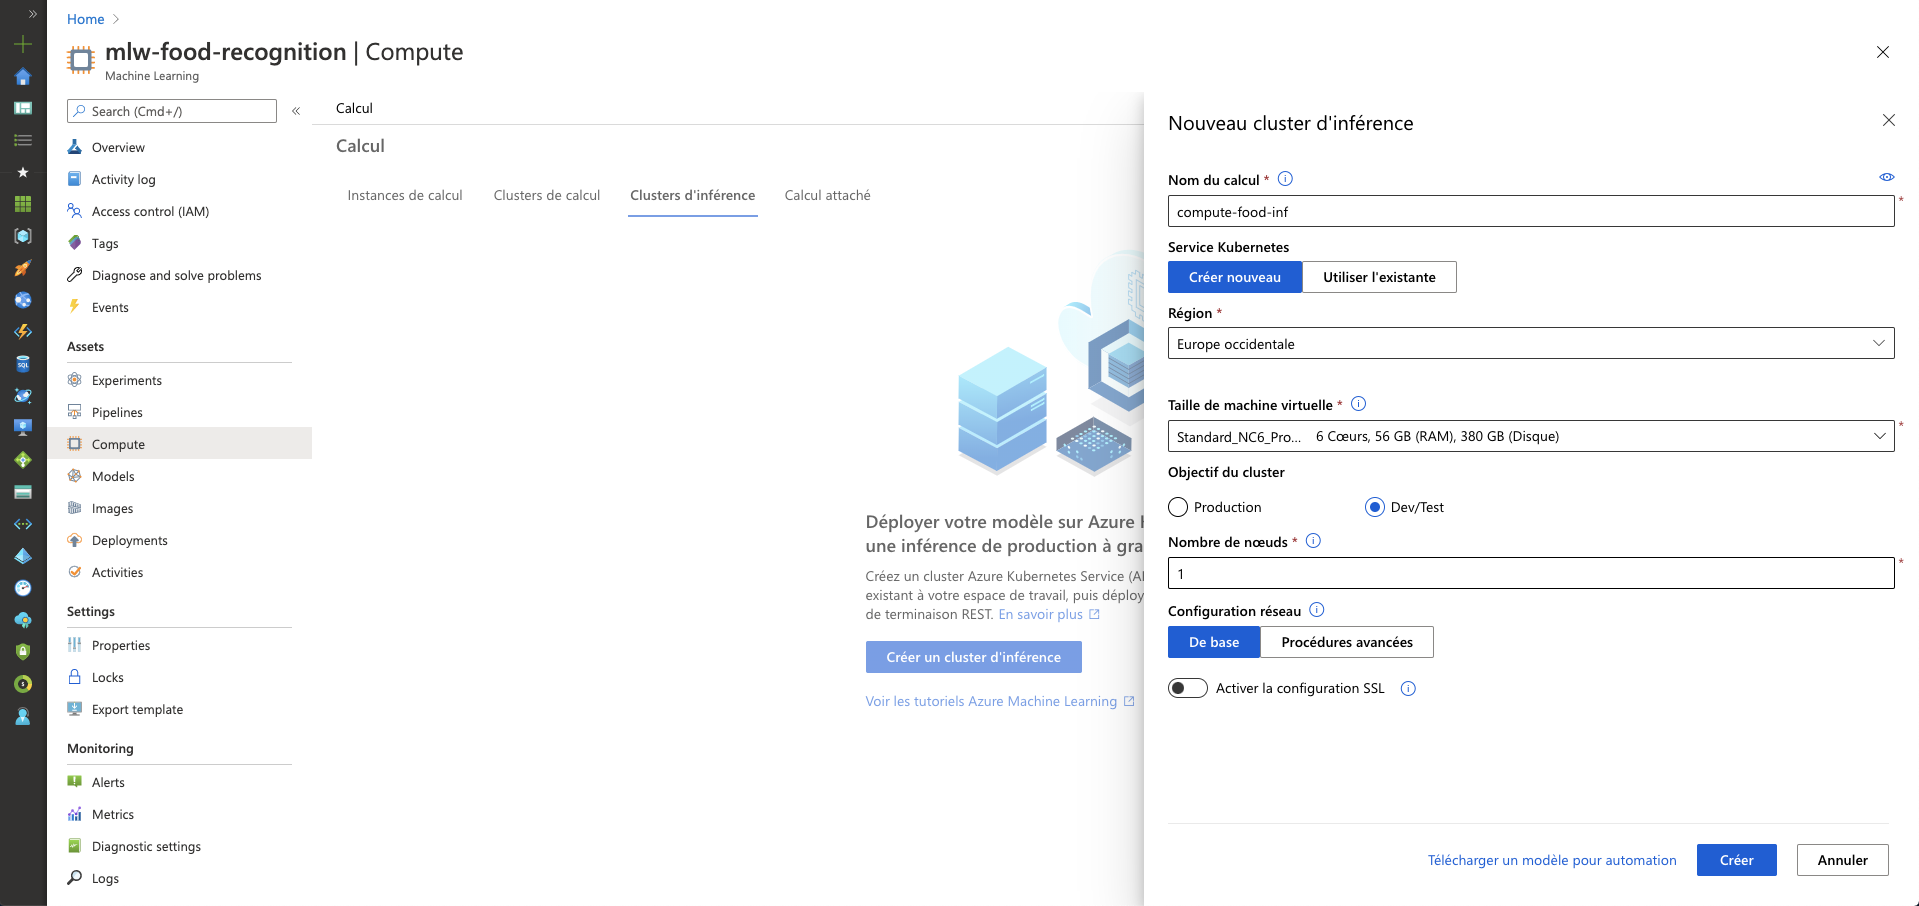 Home
mlw-food-recognition | Compute
Machine Learning
Search (Cmd+/)
Overview
Activity log
Access control (IAM)
Tags
Diagnose and solve problems
Events
Assets
Experiments
Pipelines
Compute
Models
Images
Deployments
Activities
Settings
Properties
Locks
Export template
Monitoring
Alerts
Metrics
Diagnostic settings
Logs
Calcul
Calcul
Instances de calcul
Clusters de calcul
Clusters d'inférence
Calcul attaché
Déployer votre modèle sur Azure
une inférence de production à
Créez un cluster Azure Kubernetes Service
existant à votre espace de travail, puis
de terminaison REST. En savoir plus
Créer un cluster d'inférence
Voir les tutoriels Azure Machine Learning
Nouveau cluster d'inférence
Nom du calcul *
compute-food-inf
*
Service Kubernetes
Créer nouveau
Utiliser l'existante
Région *
Europe occidentale
Taille de machine virtuelle *
Standard_NC6_Pro... 6 Cœurs, 56 GB (RAM), 380 GB (Disque)
*
Objectif du cluster
Production
Dev/Test
Nombre de nœuds *
1
*
Configuration réseau
De base
Procédures avancées
Activer la configuration SSL
Télécharger un modèle pour automation
Créer
Annuler